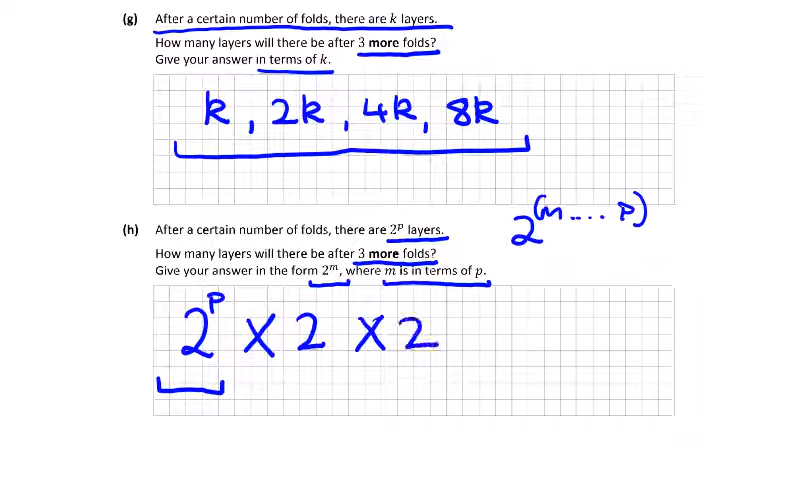 (g) After a certain number of folds, there are k layers.
How many layers will there be after 3 more folds?
Give your answer in terms of k.
k, 2k, 4k, 8k
2^(m .... p)
(h) After a certain number of folds, there are 2^p layers.
How many layers will there be after 3 more folds?
Give your answer in the form 2^m, where m is in terms of p.
2^p × 2 × 2